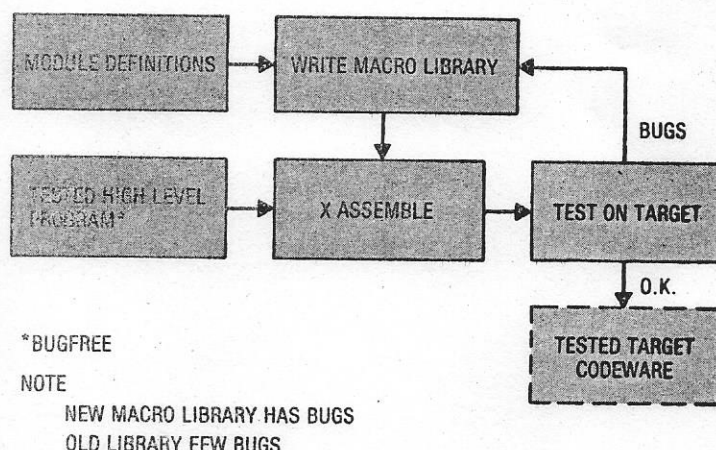 MODULE DEFINITIONS
WRITE MACRO LIBRARY
BUGS
TESTED HIGH LEVEL
PROGRAM*
X ASSEMBLE
TEST ON TARGET
O.K.
TESTED TARGET
CODEWARE
*BUGFREE
NOTE
NEW MACRO LIBRARY HAS BUGS
OLD LIBRARY FEW BUGS